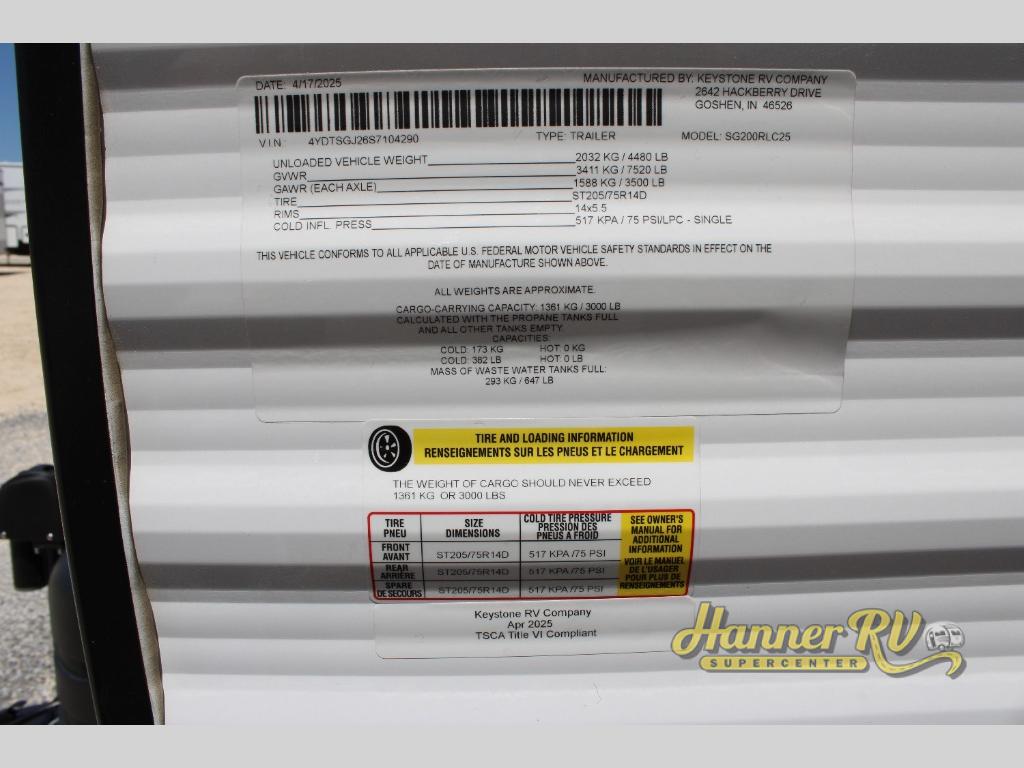 DATE: 4/17/2025
MANUFACTURED BY: KEYSTONE RV COMPANY
2642 HACKBERRY DRIVE
GOSHEN, IN 46526
VIN: 4YDTSGJ26S7104290 TYPE: TRAILER MODEL: SG200RLC25
UNLOADED VEHICLE WEIGHT 2032 KG / 4480 LB
GVWR 3411 KG / 7520 LB
GAWR (EACH AXLE) 1588 KG / 3500 LB
TIRE ST205/75R14D
RIMS 14x5.5
COLD INFL. PRESS 517 KPA / 75 PSI/LPC - SINGLE
THIS VEHICLE CONFORMS TO ALL APPLICABLE U.S. FEDERAL MOTOR VEHICLE SAFETY STANDARDS IN EFFECT ON THE
DATE OF MANUFACTURE SHOWN ABOVE.
ALL WEIGHTS ARE APPROXIMATE.
CARGO-CARRYING CAPACITY: 1361 KG / 3000 LB
CALCULATED WITH THE PROPANE TANKS FULL
AND ALL OTHER TANKS EMPTY.
CAPACITIES:
COLD: 173 KG HOT: 0 KG
COLD: 382 LB HOT: 0 LB
MASS OF WASTE WATER TANKS FULL:
293 KG / 647 LB
TIRE AND LOADING INFORMATION
RENSEIGNEMENTS SUR LES PNEUS ET LE CHARGEMENT
THE WEIGHT OF CARGO SHOULD NEVER EXCEED
1361 KG OR 3000 LBS
TIRE
PNEU
SIZE
DIMENSIONS
COLD TIRE PRESSURE
PRESSION DES
PNEUS A FROID
SEE OWNER'S
MANUAL FOR
ADDITIONAL
INFORMATION
VOIR LE MANUEL
DE L'USAGER
POUR PLUS DE
RENSEIGNEMENTS
FRONT
AVANT
ST205/75R14D
517 KPA /75 PSI
REAR
ARRIÈRE
ST205/75R14D
517 KPA /75 PSI
SPARE
DE SECOURS
ST205/75R14D
517 KPA /75 PSI
Keystone RV Company
Apr 2025
TSCA Title VI Compliant
Hanner RV
SUPERCENTER